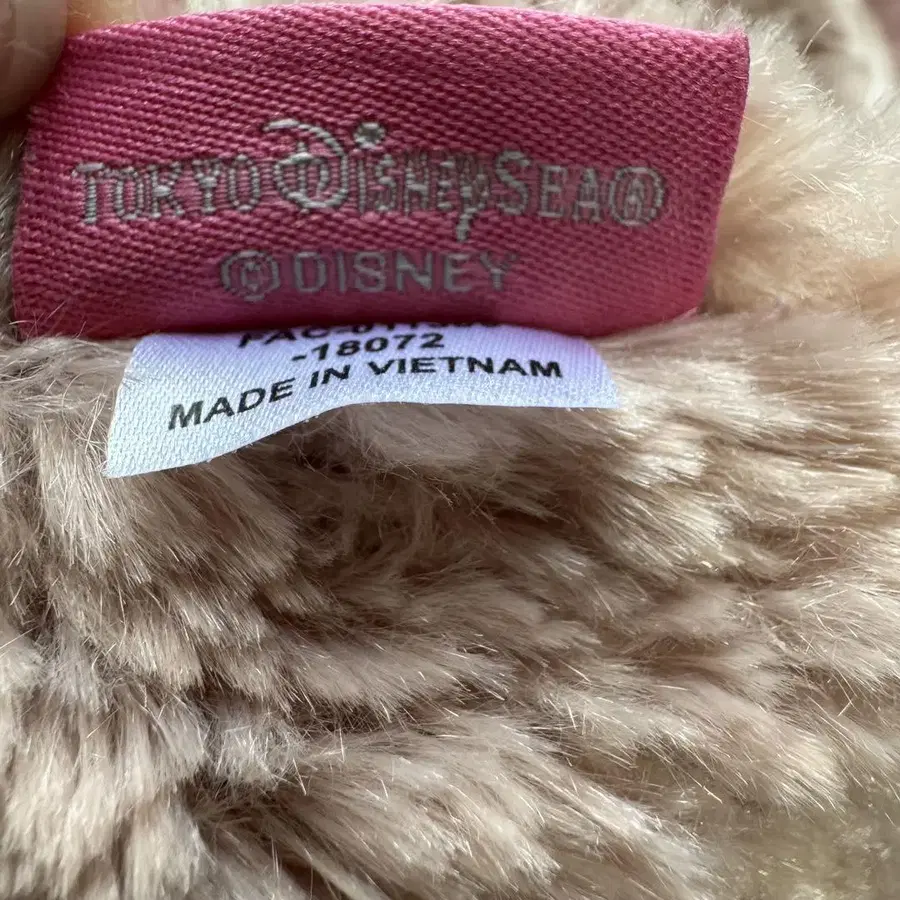 TOKYO DISNEY SEA®
© DISNEY
-18072
MADE IN VIETNAM